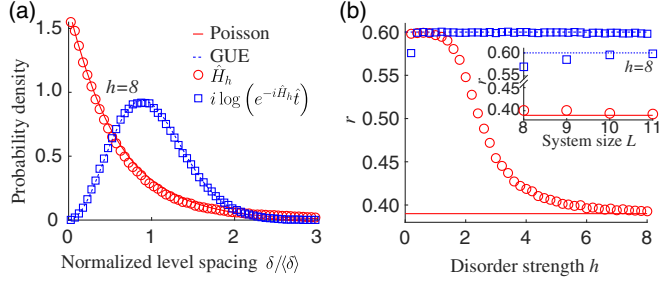 (a)
1.5
1.0
0.5
0
0
1
2
3
Probability density
Normalized level spacing δ/⟨⟨δ⟩
h=8
Poisson
GUE
Ĥ_h
i log (e^{-iĤ_h t̂})
(b)
0.60
0.55
0.50
0.45
0.40
0
2
4
6
8
r
Disorder strength h
0.60
0.55
0.45
0.40
r
h=8
8
9
10
11
System size L